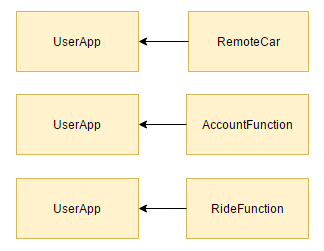 UserApp RemoteCar
UserApp AccountFunction
UserApp RideFunction